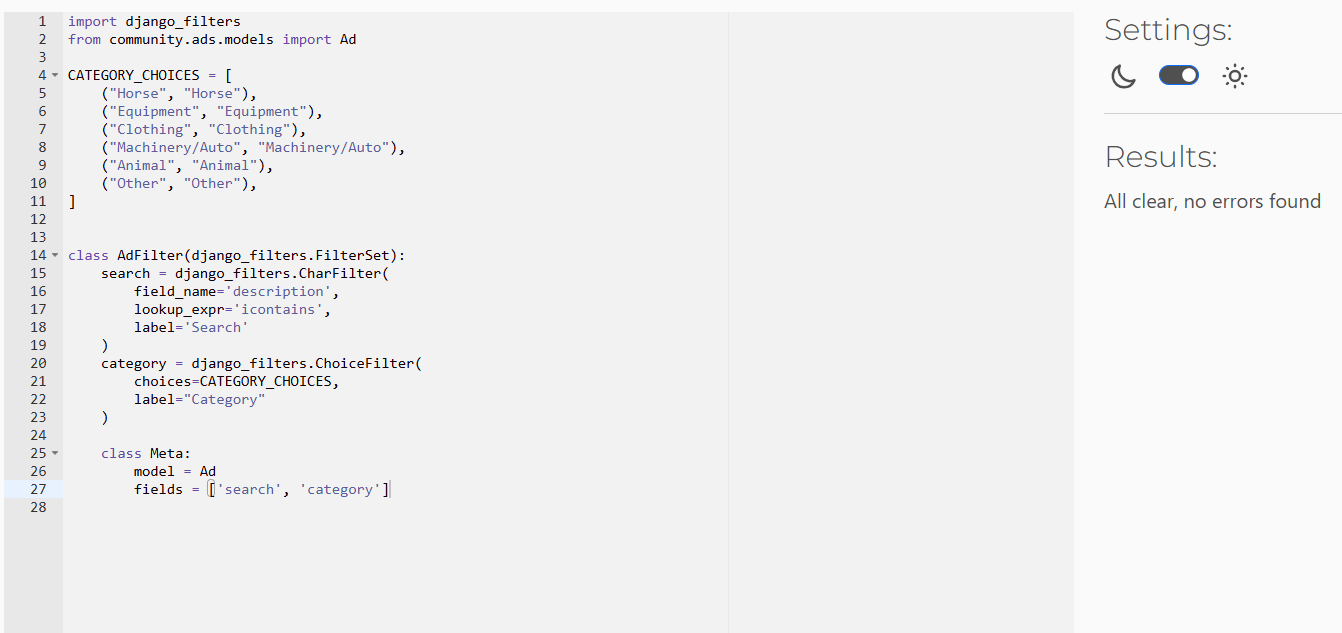 1 import django_filters
2 from community.ads.models import Ad
3
4 CATEGORY_CHOICES = [
5     ("Horse", "Horse"),
6     ("Equipment", "Equipment"),
7     ("Clothing", "Clothing"),
8     ("Machinery/Auto", "Machinery/Auto"),
9     ("Animal", "Animal"),
10     ("Other", "Other"),
11 ]
12
13
14 class AdFilter(django_filters.FilterSet):
15     search = django_filters.CharFilter(
16         field_name='description',
17         lookup_expr='icontains',
18         label='Search'
19     )
20     category = django_filters.ChoiceFilter(
21         choices=CATEGORY_CHOICES,
22         label="Category"
23     )
24
25     class Meta:
26         model = Ad
27         fields = ['search', 'category']
28
Settings:
Results:
All clear, no errors found